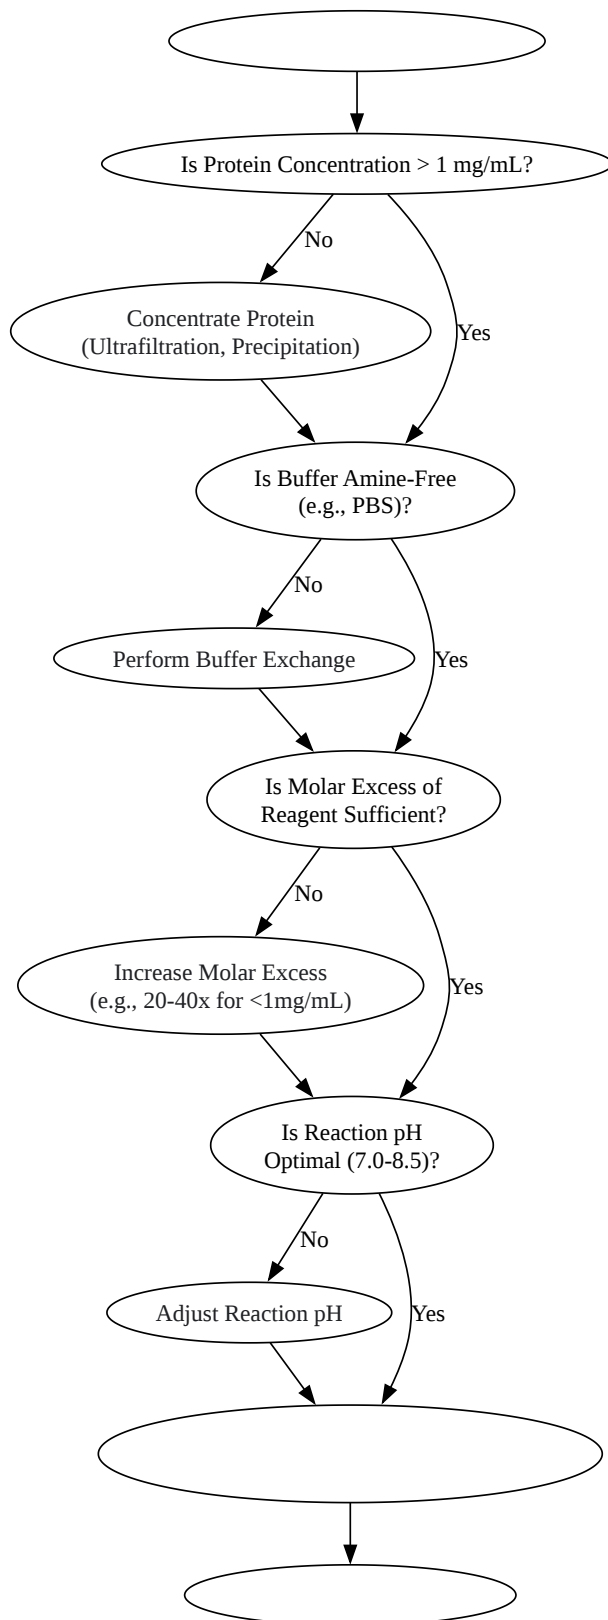 Is Protein Concentration > 1 mg/mL?
No
Concentrate Protein
(Ultrafiltration, Precipitation)
Yes
Is Buffer Amine-Free
(e.g., PBS)?
No
Perform Buffer Exchange
Yes
Is Molar Excess of
Reagent Sufficient?
No
Increase Molar Excess
(e.g., 20-40x for <1mg/mL)
Yes
Is Reaction pH
Optimal (7.0-8.5)?
No
Adjust Reaction pH
Yes